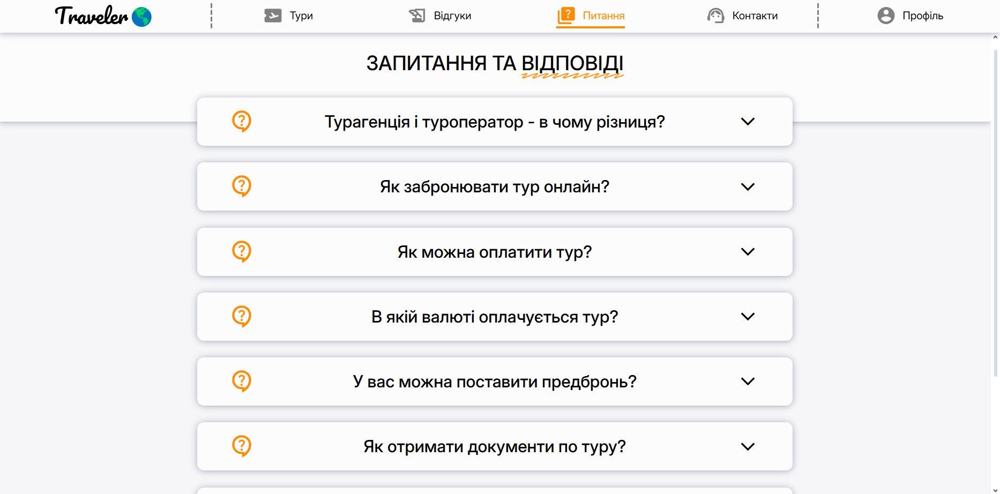 Traveler
Тури
Відгуки
Питання
Контакти
Профіль
ЗАПИТАННЯ ТА ВІДПОВІДІ
Турагенція і туроператор - в чому різниця?
Як забронювати тур онлайн?
Як можна оплатити тур?
В якій валюті оплачується тур?
У вас можна поставити предбронь?
Як отримати документи по туру?